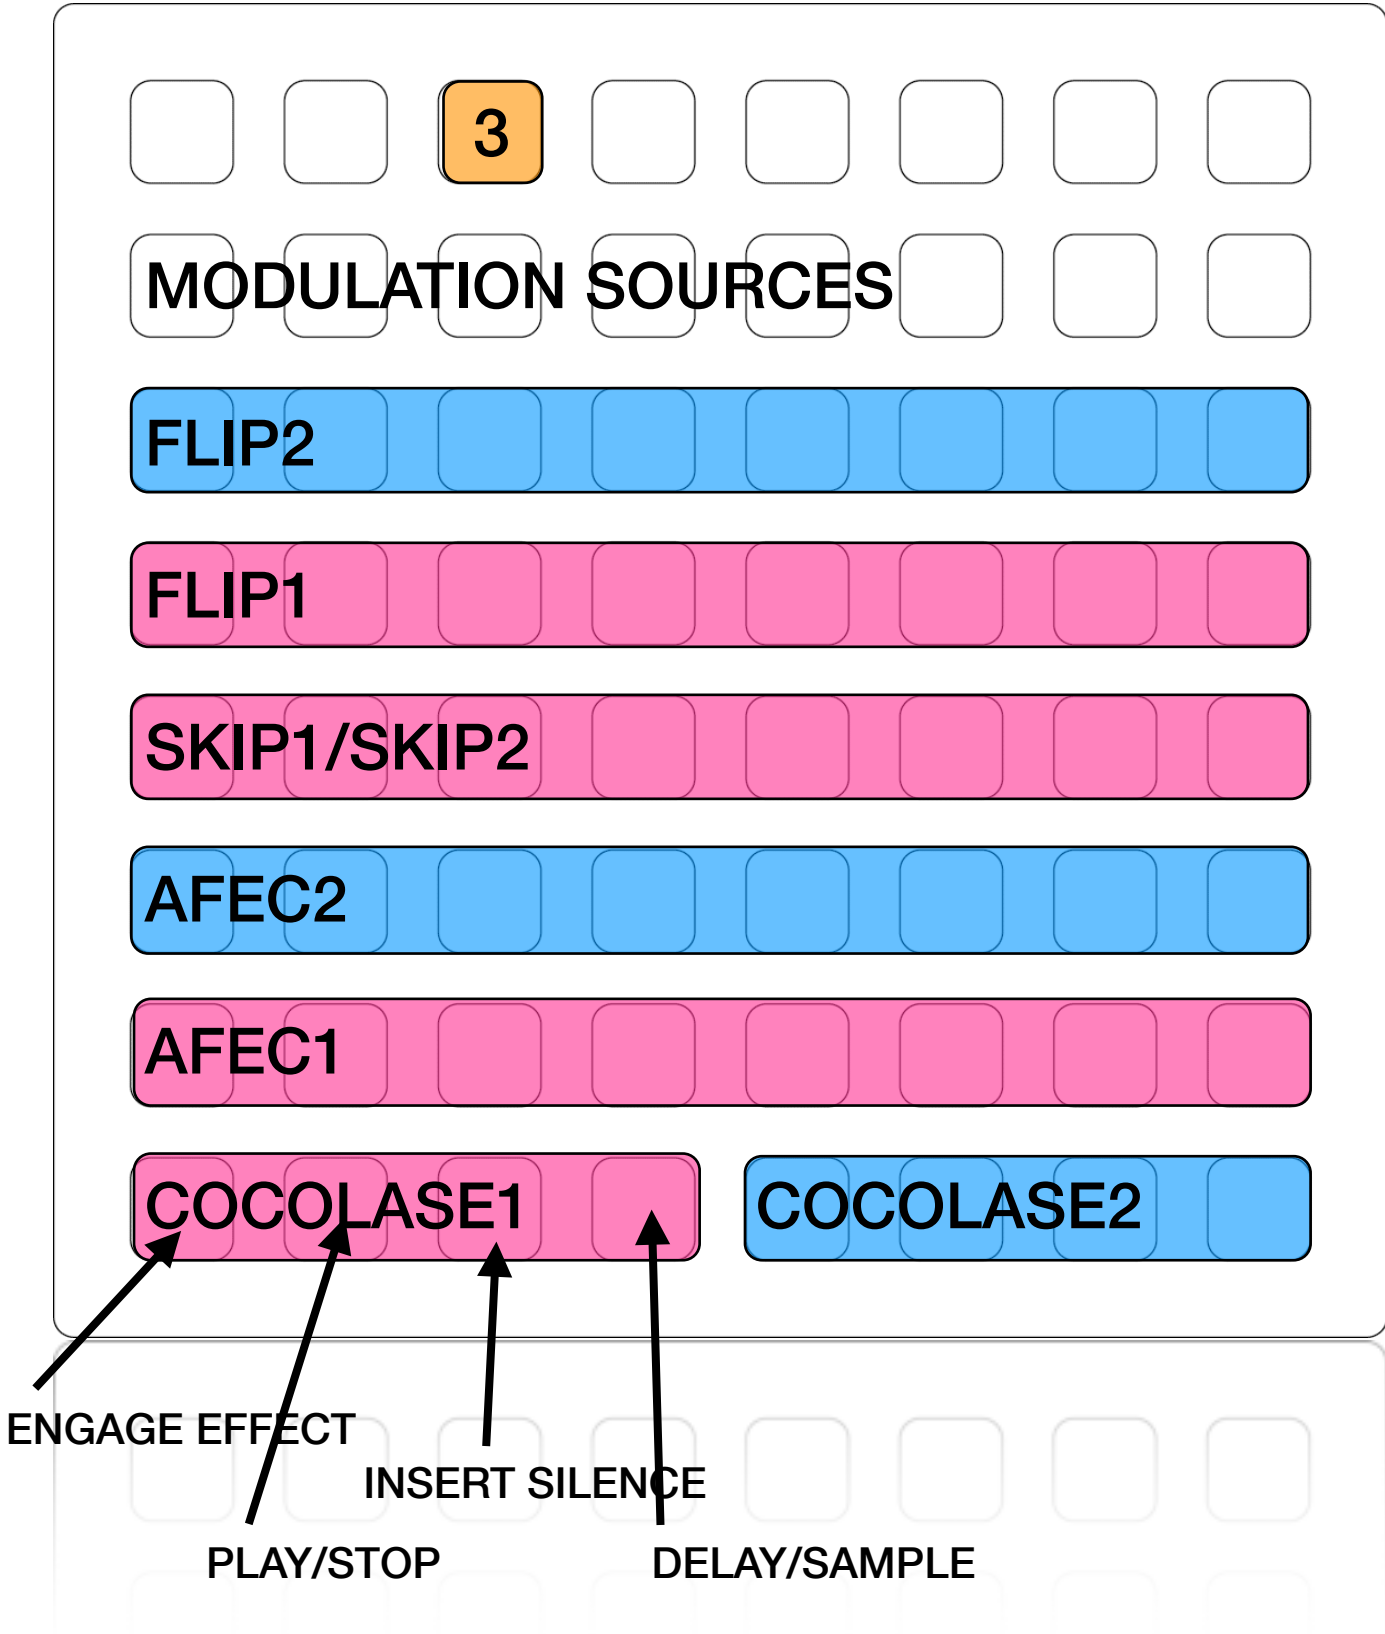 3
MODULATION SOURCES
FLIP2
FLIP1
SKIP1/SKIP2
AFEC2
AFEC1
COCOLASE1
COCOLASE2
ENGAGE EFFECT
INSERT SILENCE
PLAY/STOP
DELAY/SAMPLE